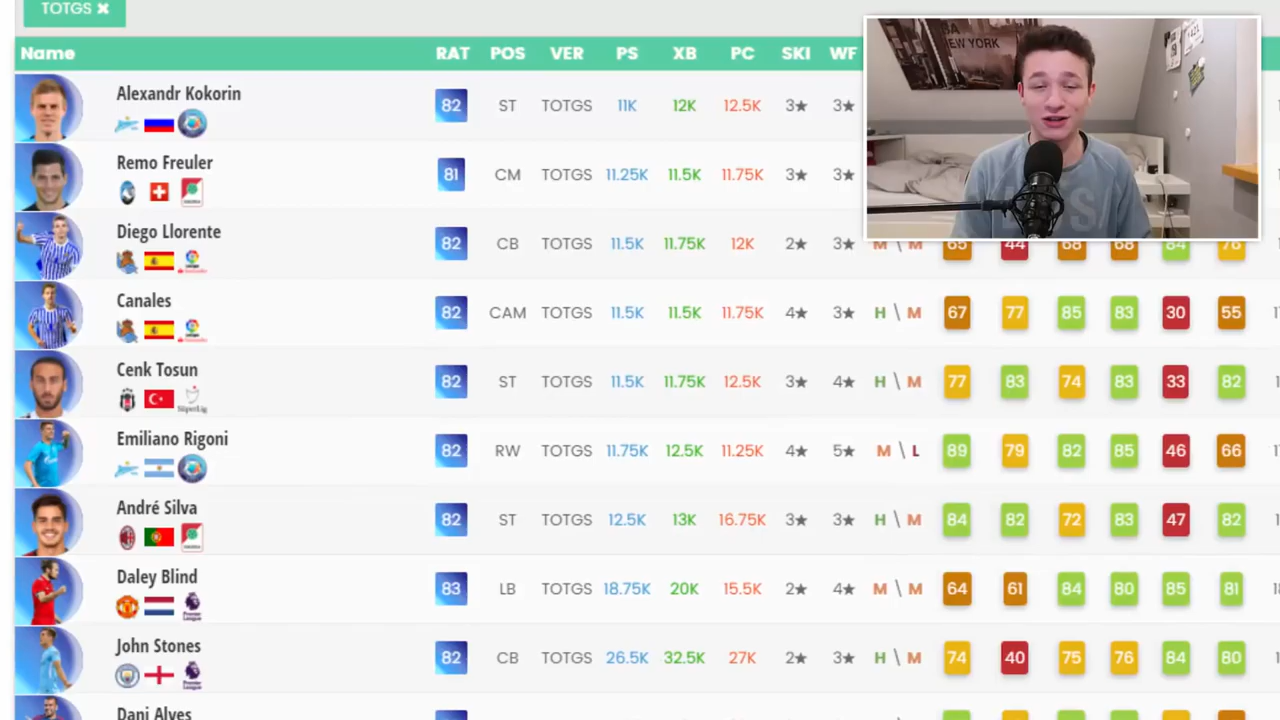 TOTGS ✖
Name RAT POS VER PS XB PC SKI WF
Alexandr Kokorin 82 ST TOTGS 11K 12K 12.5K 3★ 3★
Remo Freuler 81 CM TOTGS 11.25K 11.5K 11.75K 3★ 3★
Diego Llorente 82 CB TOTGS 11.5K 11.75K 12K 2★ 3★ M \ M 65 44 68 68 84 76
Canales 82 CAM TOTGS 11.5K 11.5K 11.75K 4★ 3★ H \ M 67 77 85 83 30 55
Cenk Tosun 82 ST TOTGS 11.5K 11.75K 12.5K 3★ 4★ H \ M 77 83 74 83 33 82
SüperLig
Emiliano Rigoni 82 RW TOTGS 11.75K 12.5K 11.25K 4★ 5★ M \ L 89 79 82 85 46 66
André Silva 82 ST TOTGS 12.5K 13K 16.75K 3★ 3★ H \ M 84 82 72 83 47 82
Daley Blind 83 LB TOTGS 18.75K 20K 15.5K 2★ 4★ M \ M 64 61 84 80 85 81
John Stones 82 CB TOTGS 26.5K 32.5K 27K 2★ 3★ H \ M 74 40 75 76 84 80
Dani Alves
NEW YORK